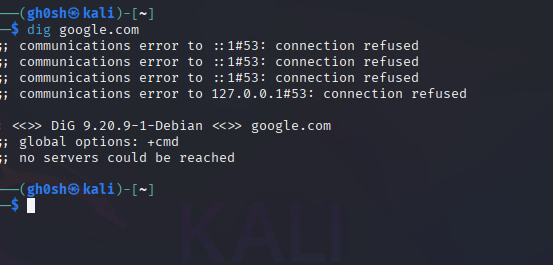 ──(gh0sh㉿kali)-[~]
─$ dig google.com
;; communications error to ::1#53: connection refused
;; communications error to ::1#53: connection refused
;; communications error to ::1#53: connection refused
;; communications error to 127.0.0.1#53: connection refused
; <<>> DiG 9.20.9-1-Debian <<>> google.com
;; global options: +cmd
;; no servers could be reached
──(gh0sh㉿kali)-[~]
─$
KALI